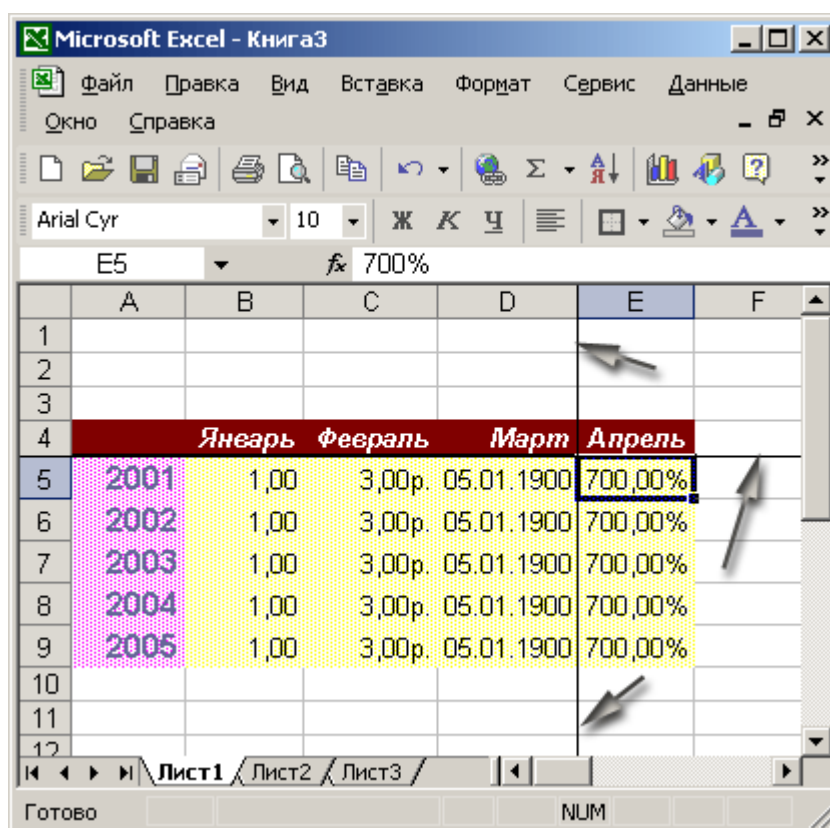 Microsoft Excel - Книга3
Файл Правка Вид Вставка Формат Сервис Данные
Окно Справка
Arial Cyr 10 Ж К Ч
E5 fx 700%
A B C D E F
1
2
3
4 Январь Февраль Март Апрель
5 2001 1,00 3,00р. 05.01.1900 700,00%
6 2002 1,00 3,00р. 05.01.1900 700,00%
7 2003 1,00 3,00р. 05.01.1900 700,00%
8 2004 1,00 3,00р. 05.01.1900 700,00%
9 2005 1,00 3,00р. 05.01.1900 700,00%
10
11
12
Лист1 Лист2 Лист3
Готово NUM